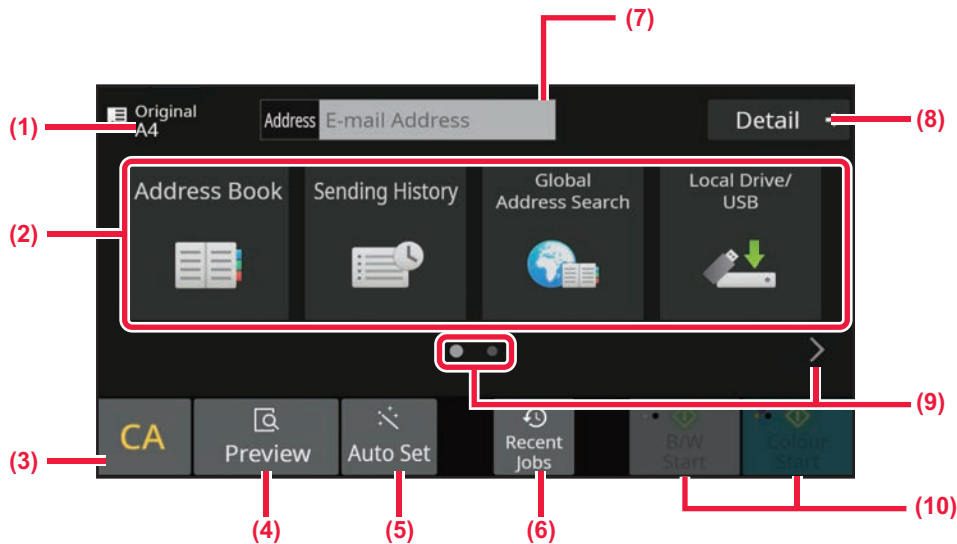 (7)
Original
A4
Address E-mail Address
Detail
(1)
(8)
Address Book
Sending History
Global
Address Search
Local Drive/
USB
(2)
(9)
CA
Preview
Auto Set
Recent
Jobs
B/W
Start
Colour
Start
(3)
(4)
(5)
(6)
(10)